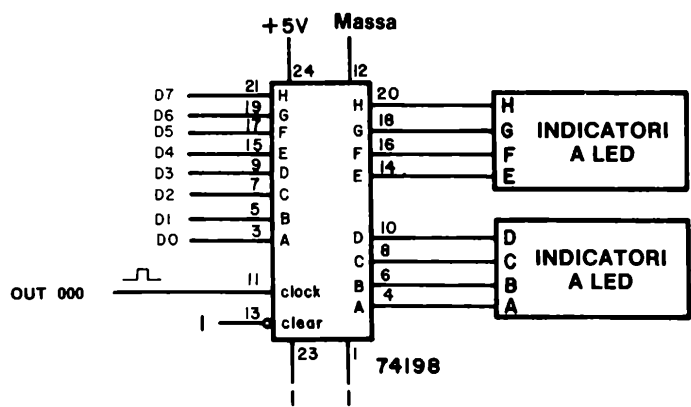 +5V Massa
24 12
D7 21 H H 20 H
D6 19 G G 18 G INDICATORI
D5 17 F F 16 F A LED
D4 15 E E 14 E
D3 9 D
D2 7 C
D1 5 B D 10 D
D0 3 A C 8 C INDICATORI
B 6 B A LED
OUT 000 11 clock A 4 A
1 13 clear
23 1 74198
1 1